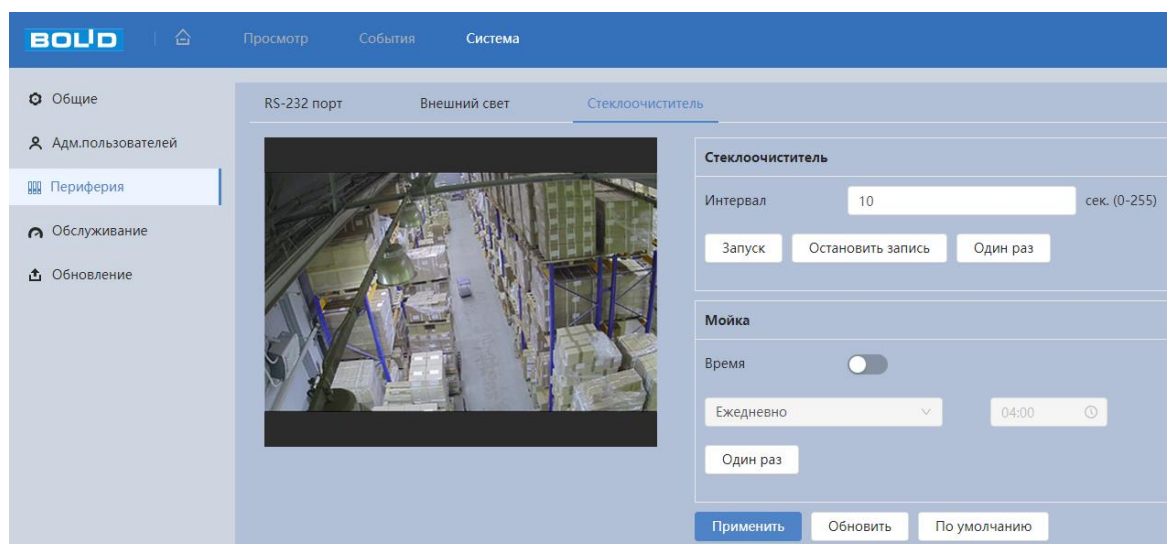 BOLID Просмотр События Система
Общие
Адм.пользователей
Периферия
Обслуживание
Обновление
RS-232 порт Внешний свет Стеклоочиститель
Стеклоочиститель
Интервал 10 сек. (0-255)
Запуск Остановить запись Один раз
Мойка
Время
Ежедневно 04:00
Один раз
Применить Обновить По умолчанию